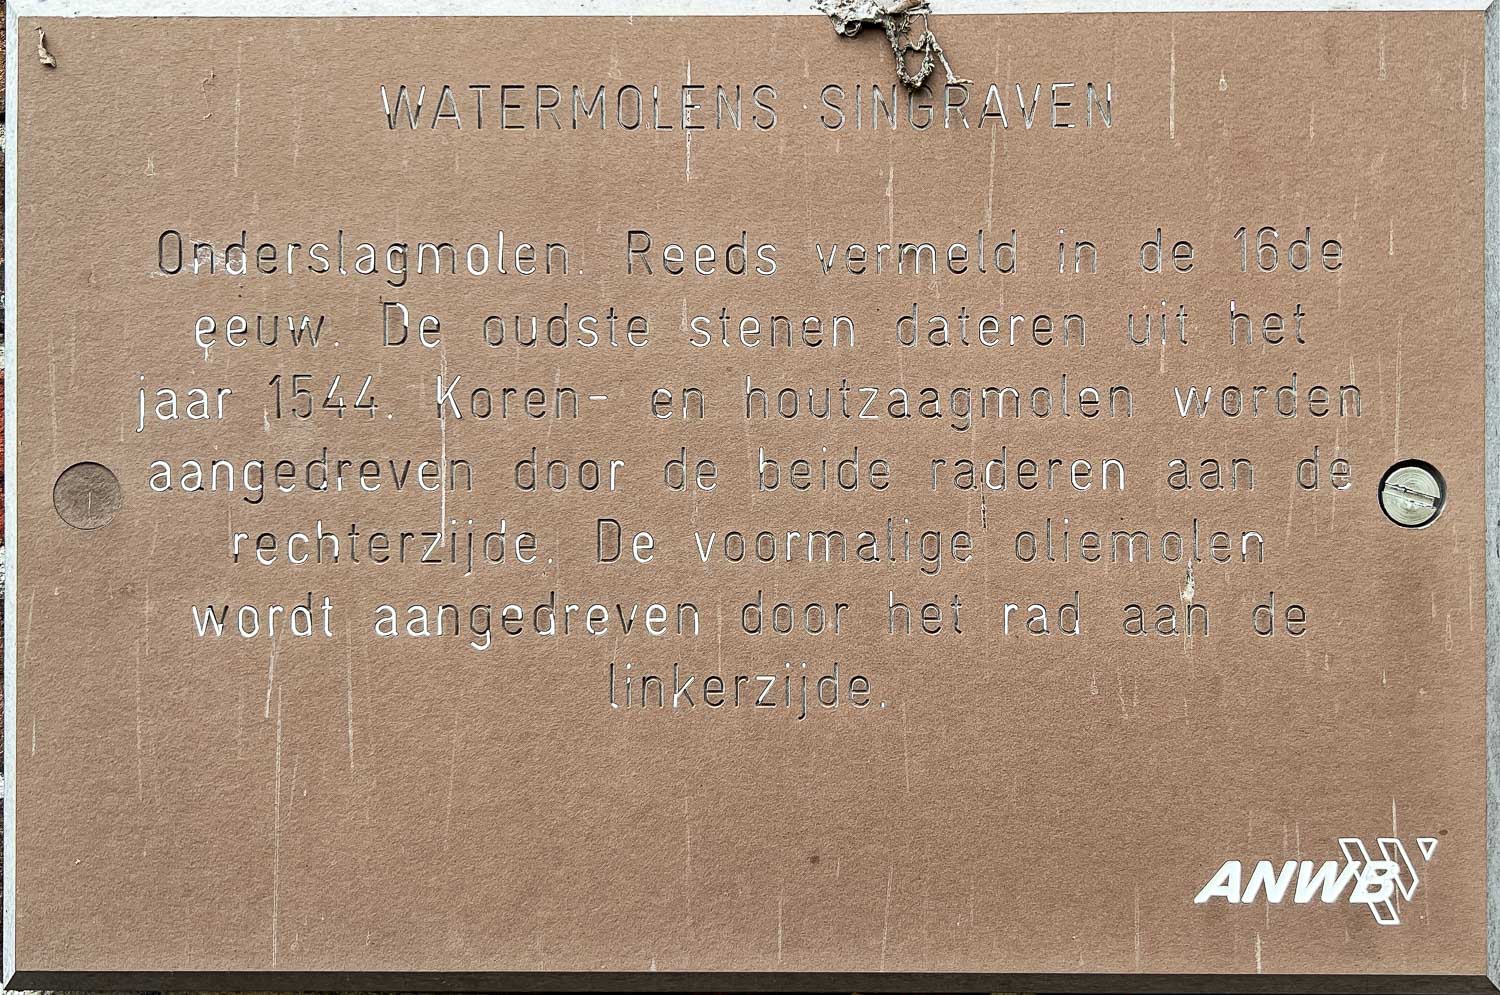 WATERMOLENS SINGRAVEN
Onderslagmolen. Reeds vermeld in de 16de
eeuw. De oudste stenen dateren uit het
jaar 1544. Koren- en houtzaagmolen worden
aangedreven door de beide raderen aan de
rechterzijde. De voormalige oliemolen
wordt aangedreven door het rad aan de
linkerzijde.
ANWB